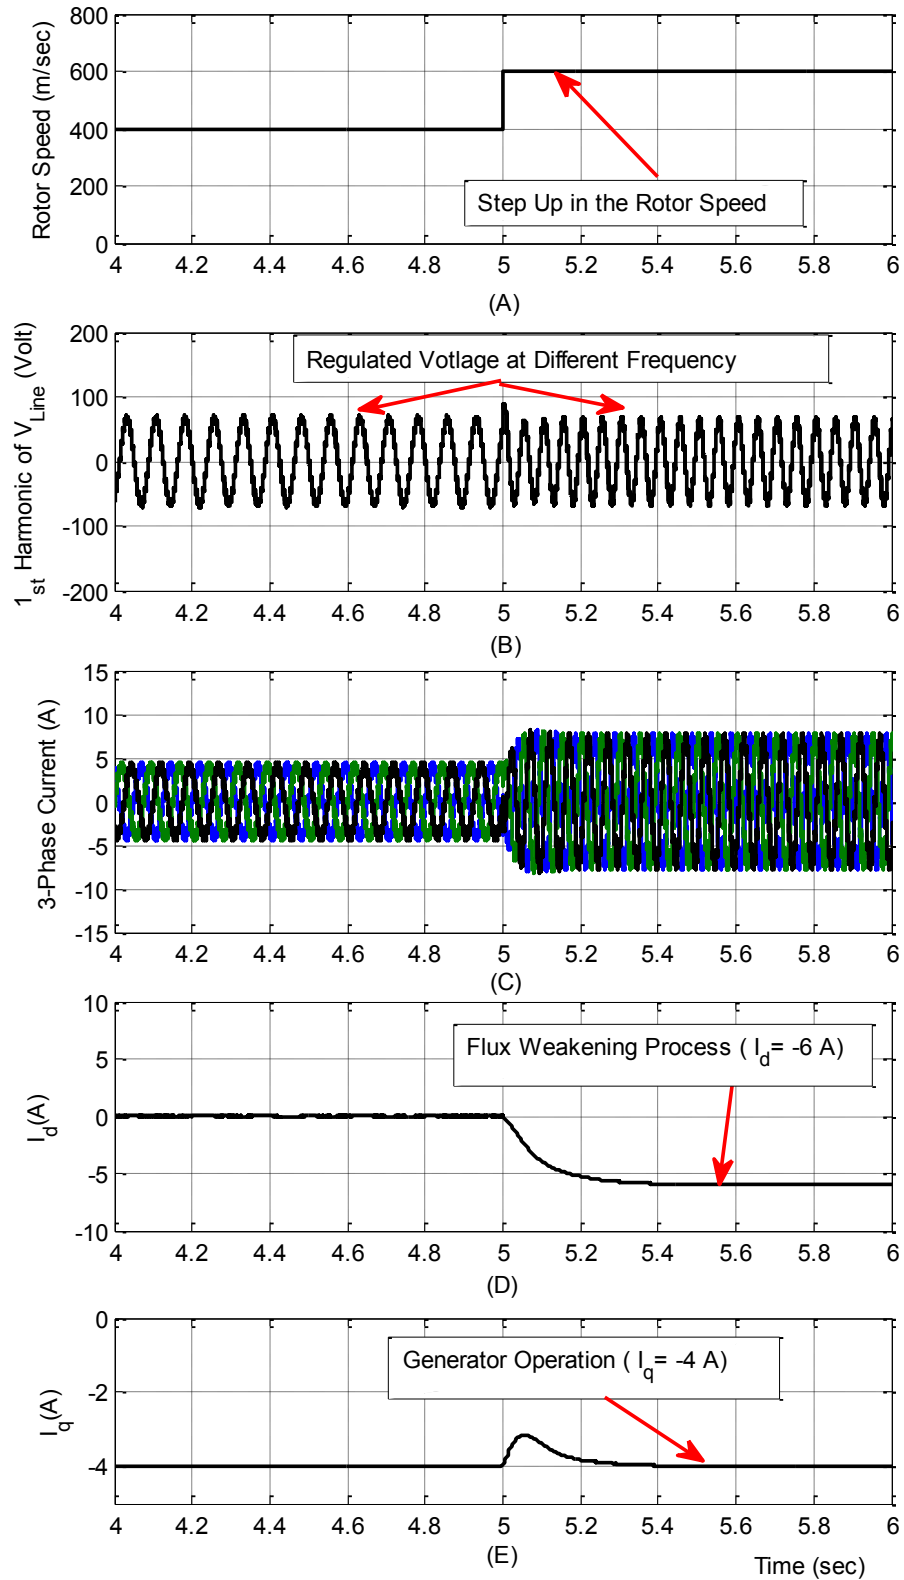 Rotor Speed (m/sec)
800
600
400
200
0
Step Up in the Rotor Speed
4 4.2 4.4 4.6 4.8 5 5.2 5.4 5.6 5.8 6
(A)
1st Harmonic of VLine (Volt)
200
100
0
-100
-200
Regulated Votlage at Different Frequency
4 4.2 4.4 4.6 4.8 5 5.2 5.4 5.6 5.8 6
(B)
3-Phase Current (A)
15
10
5
0
-5
-10
-15
4 4.2 4.4 4.6 4.8 5 5.2 5.4 5.6 5.8 6
(C)
Id(A)
10
5
0
-5
-10
Flux Weakening Process ( Id= -6 A)
4 4.2 4.4 4.6 4.8 5 5.2 5.4 5.6 5.8 6
(D)
Iq(A)
0
-2
-4
Generator Operation ( Iq= -4 A)
4 4.2 4.4 4.6 4.8 5 5.2 5.4 5.6 5.8 6
(E)
Time (sec)